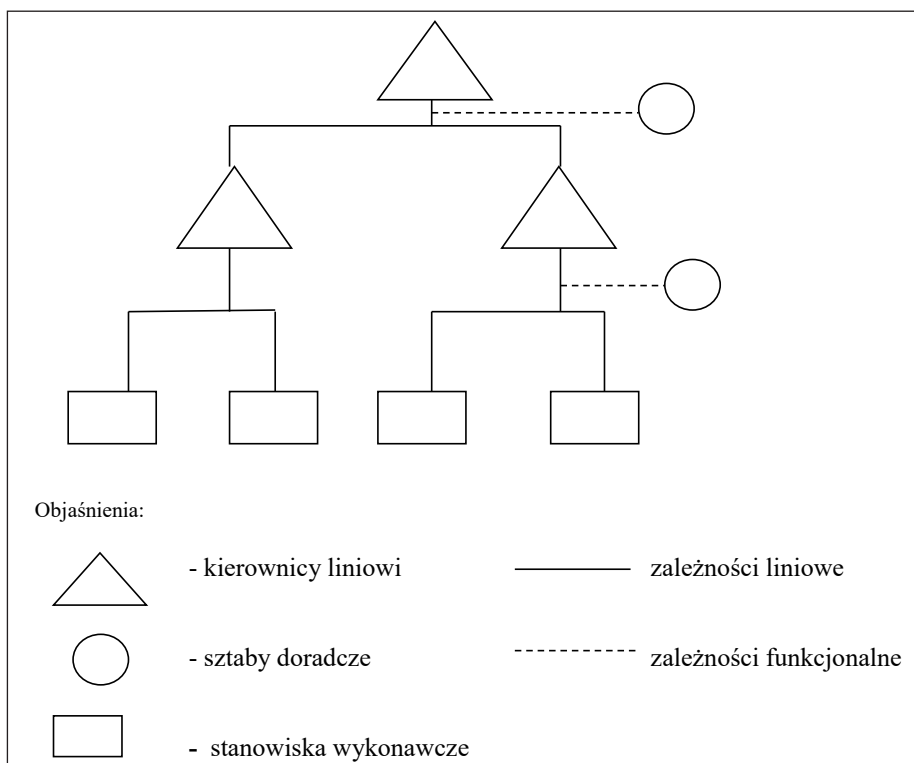 Objaśnienia:
- kierownicy liniowi
zależności liniowe
- sztaby doradcze
zależności funkcjonalne
- stanowiska wykonawcze